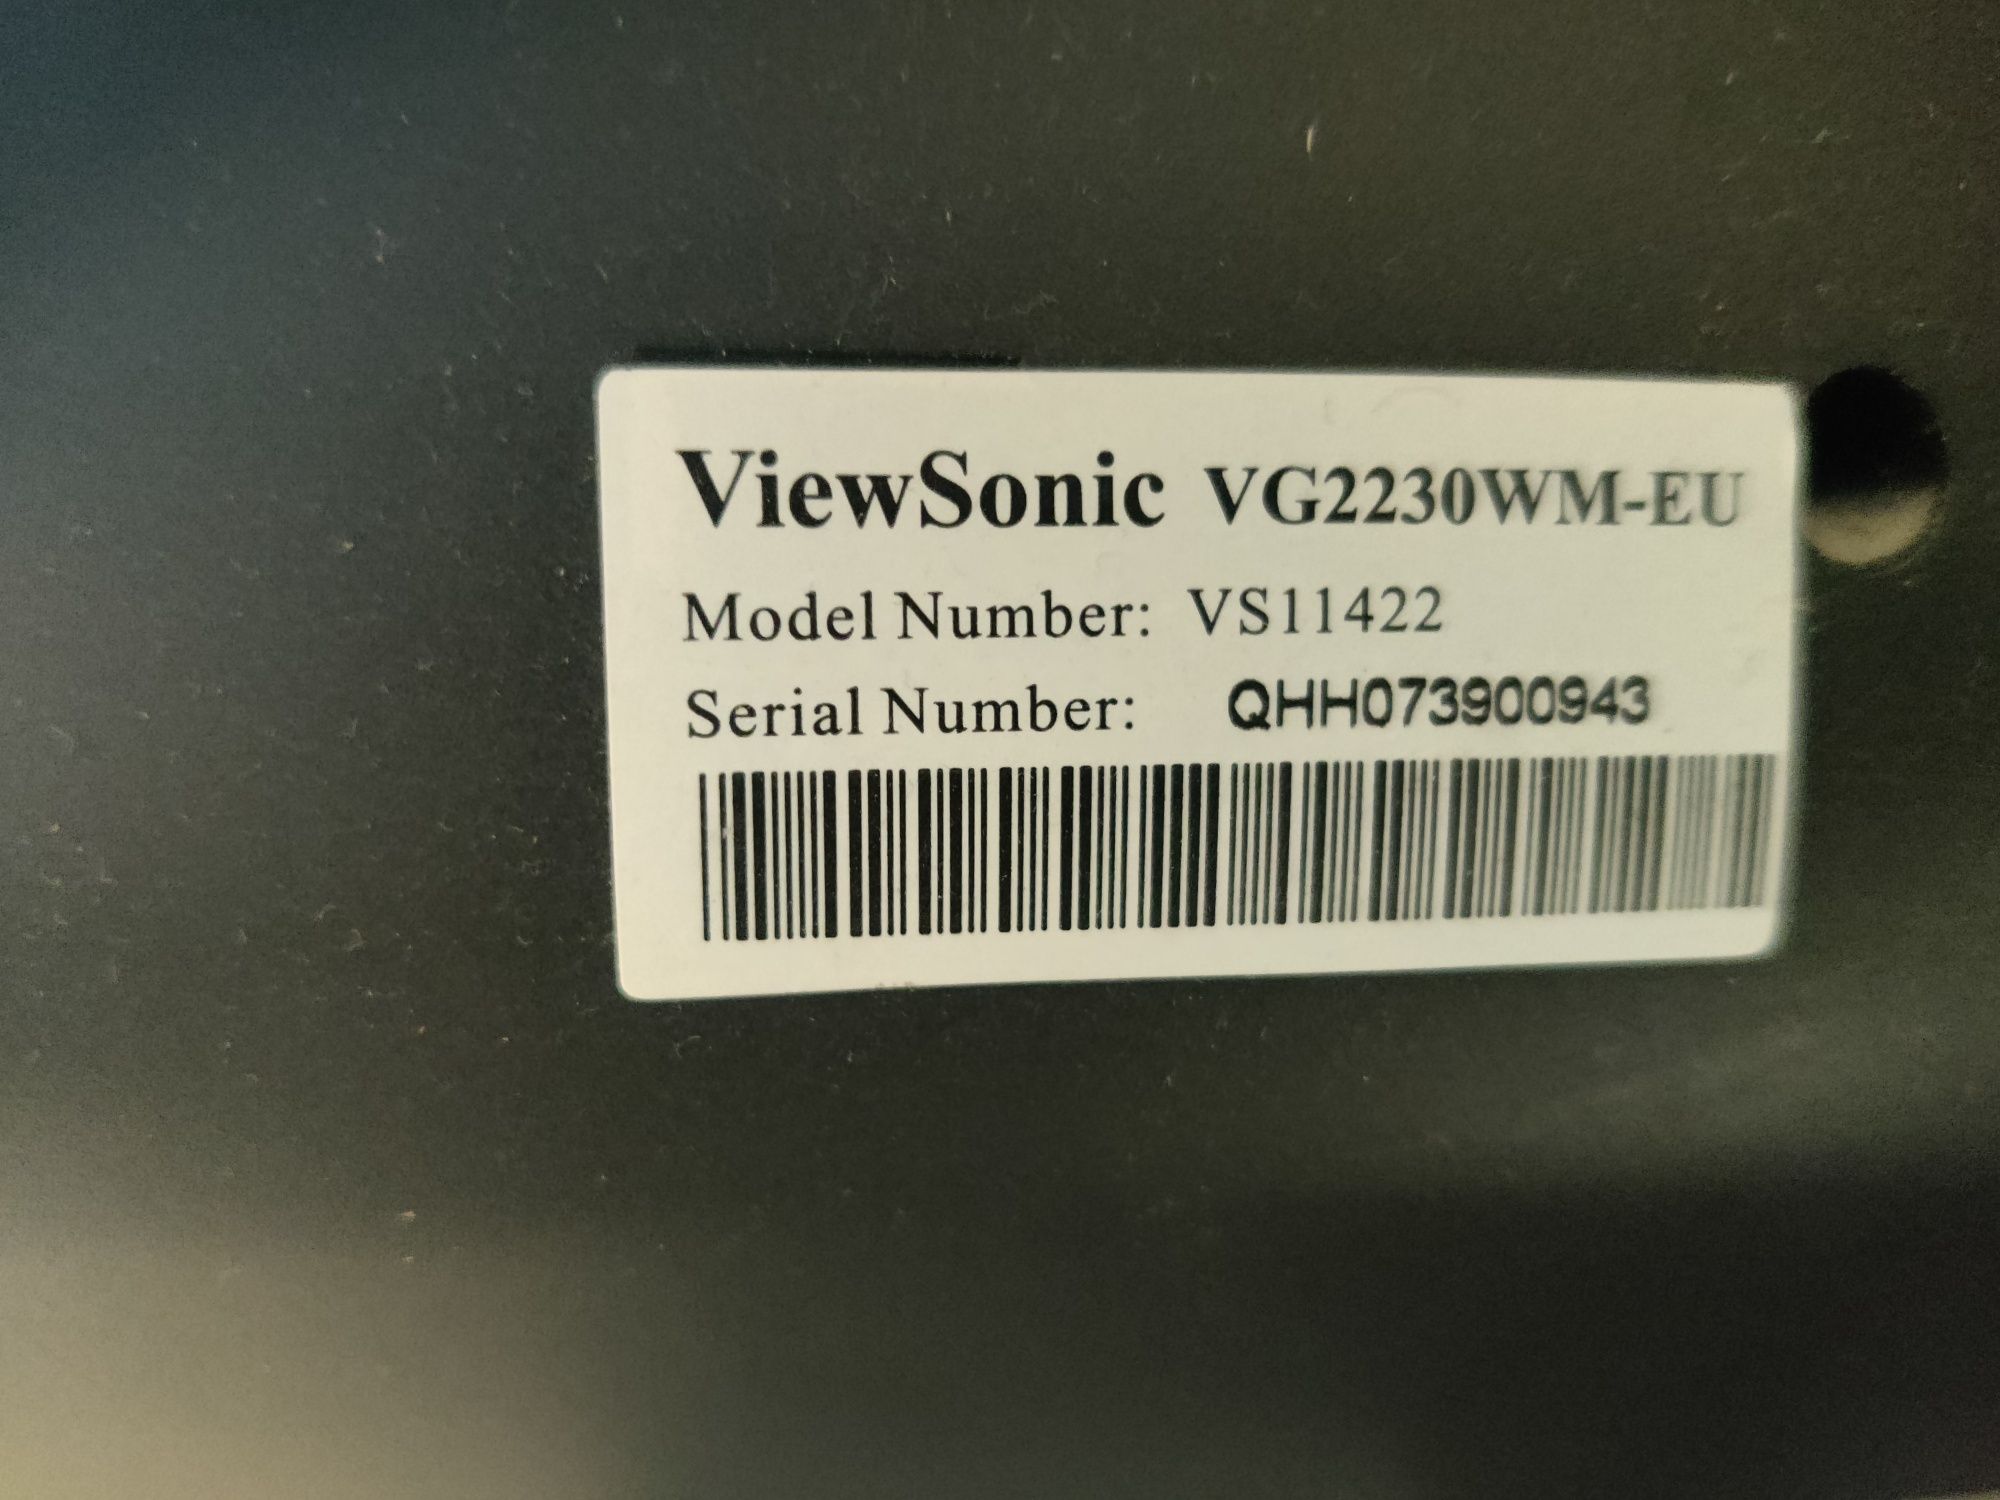 ViewSonic VG2230WM-EU
Model Number: VS11422
Serial Number: QHH073900943